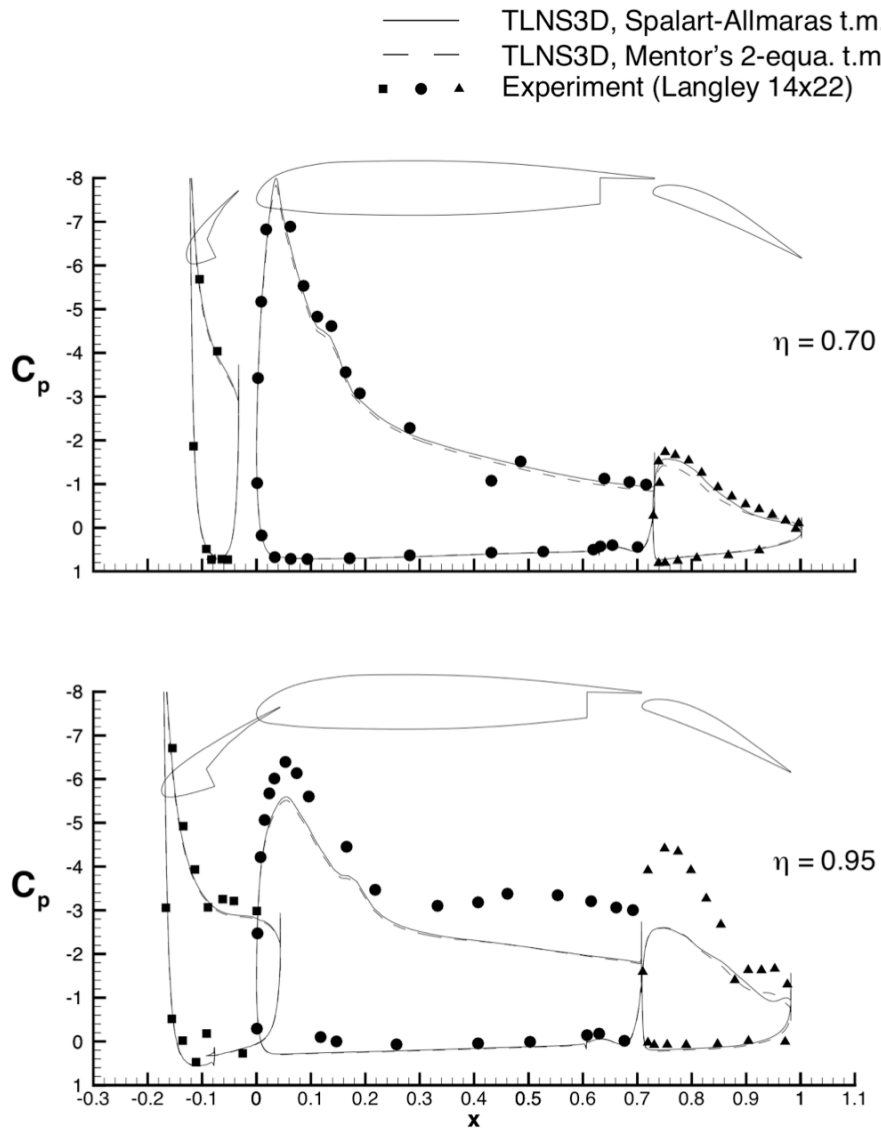 TLNS3D, Spalart-Allmaras t.m.
TLNS3D, Mentor's 2-equa. t.m
Experiment (Langley 14x22)
-8
-7
-6
-5
-4
-3
-2
-1
0
1
Cp
η = 0.70
-8
-7
-6
-5
-4
-3
-2
-1
0
1
Cp
η = 0.95
-0.3 -0.2 -0.1 0 0.1 0.2 0.3 0.4 0.5 0.6 0.7 0.8 0.9 1 1.1
x